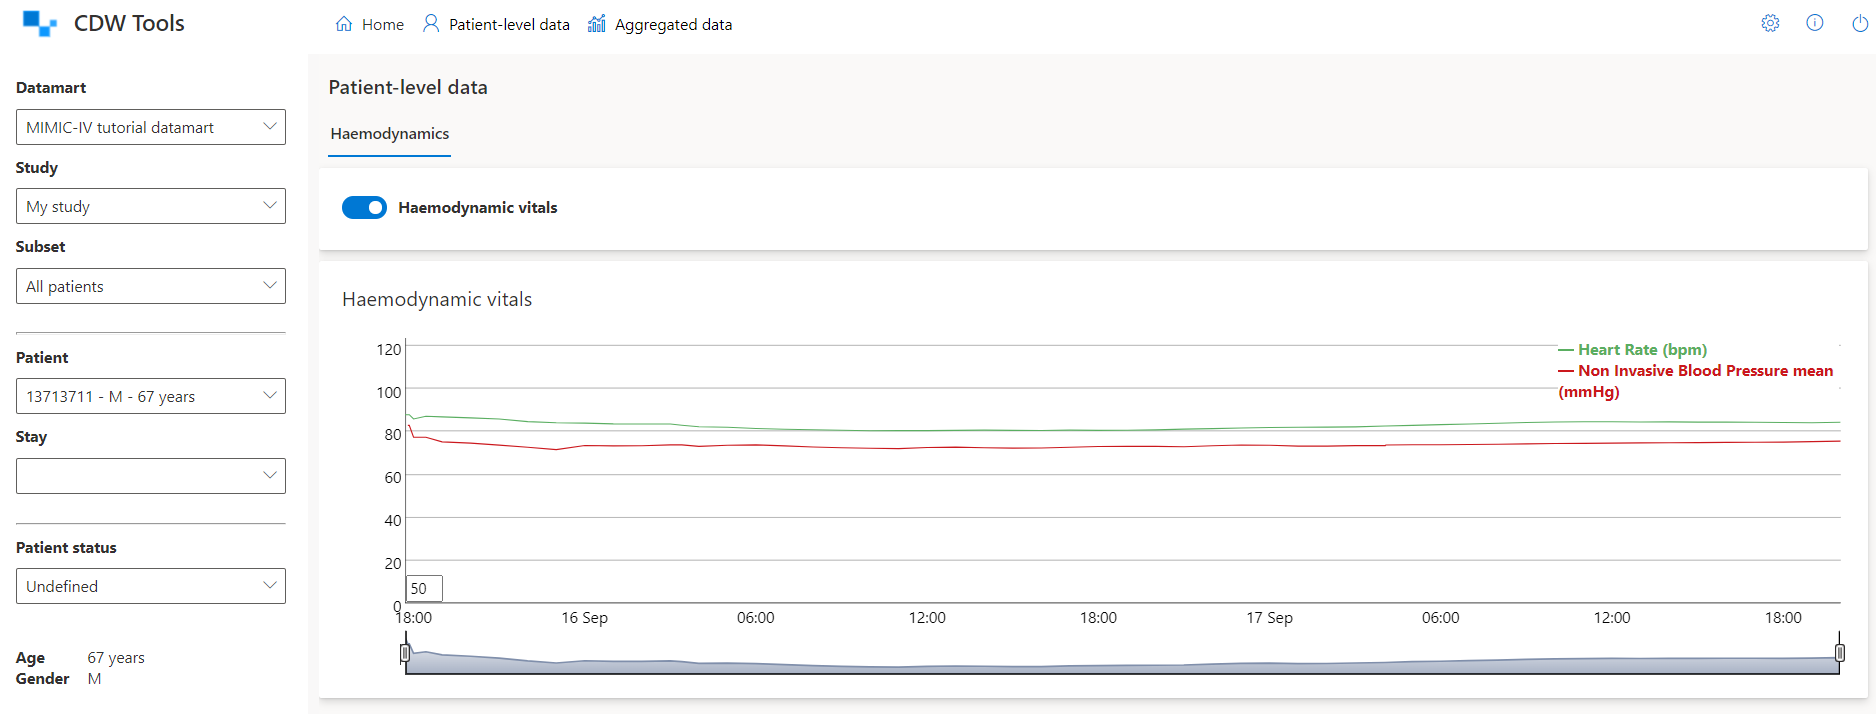 CDW Tools
Home
Patient-level data
Aggregated data
Datamart
MIMIC-IV tutorial datamart
Study
My study
Subset
All patients
Patient
13713711 - M - 67 years
Stay
Patient status
Undefined
Age 67 years
Gender M
Patient-level data
Haemodynamics
Haemodynamic vitals
Haemodynamic vitals
— Heart Rate (bpm)
— Non Invasive Blood Pressure mean
(mmHg)
120
100
80
60
40
20
0
50
18:00
16 Sep
06:00
12:00
18:00
17 Sep
06:00
12:00
18:00